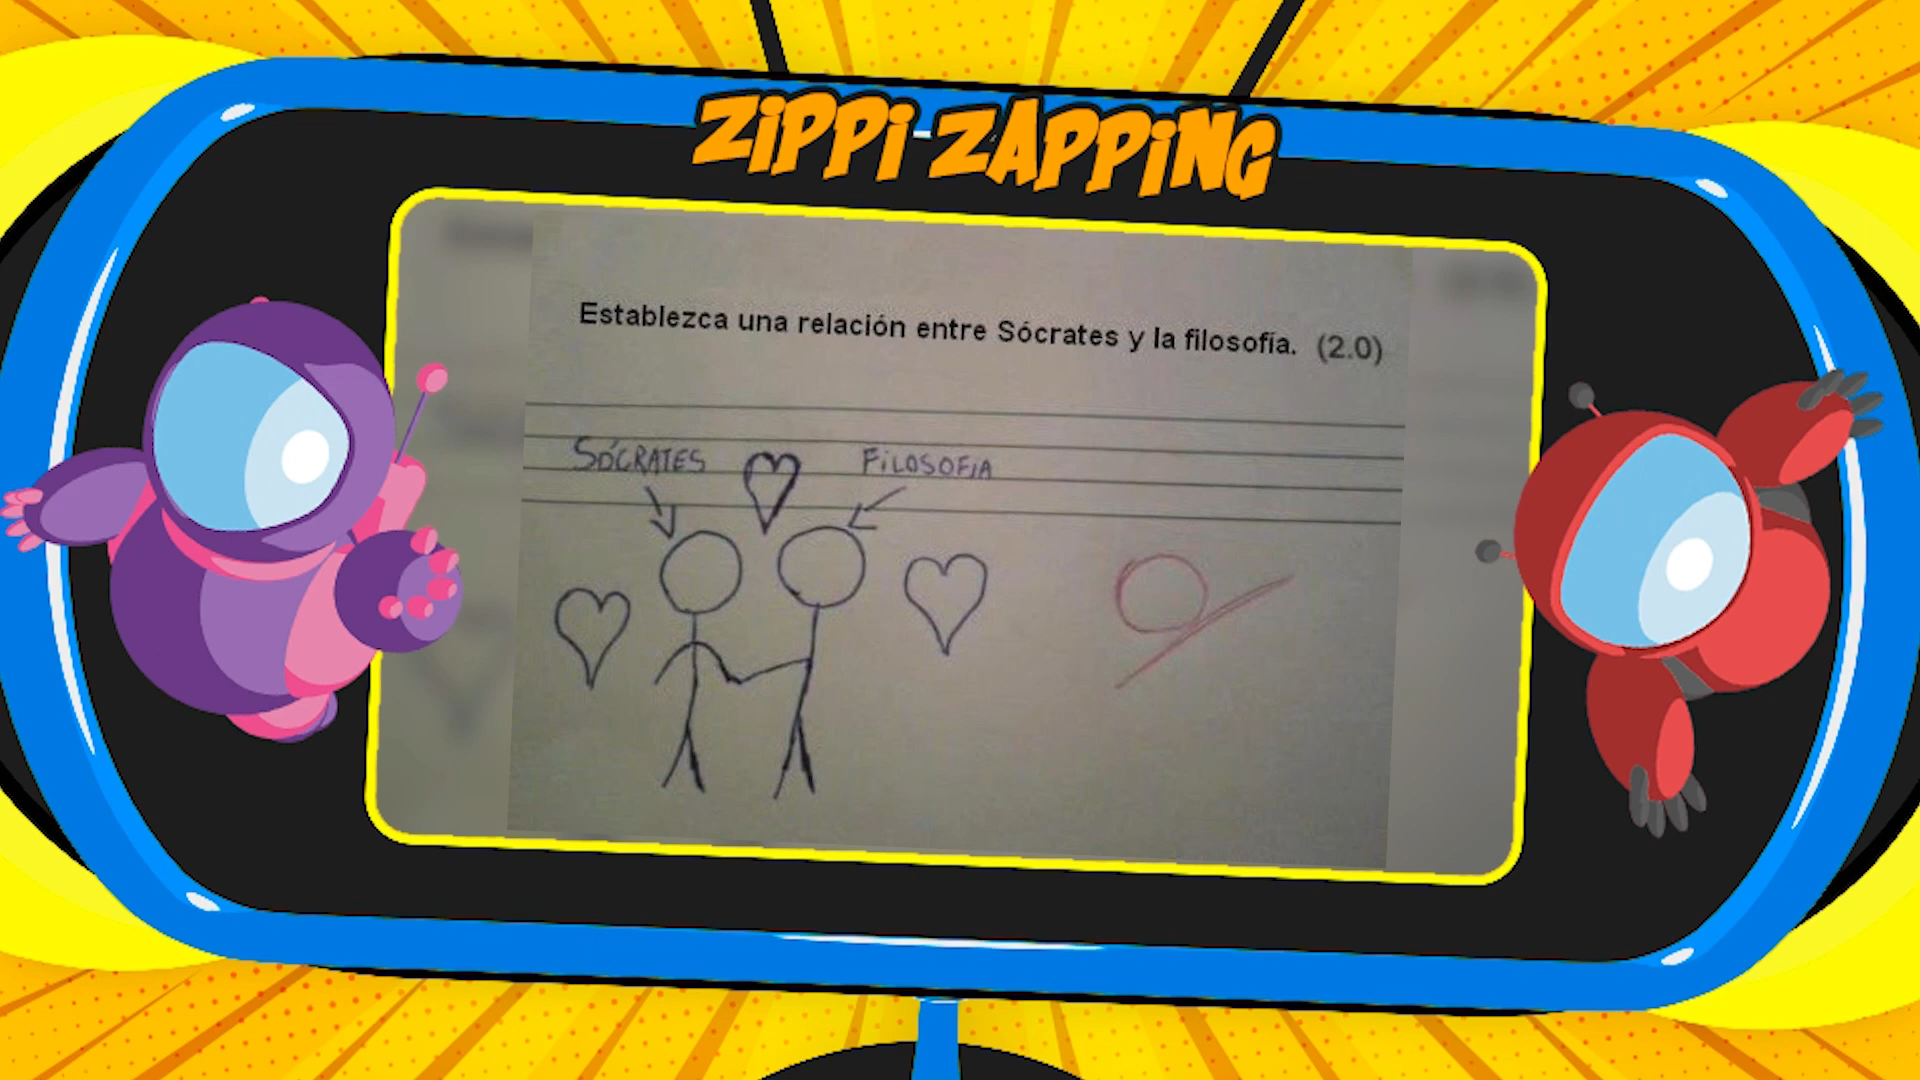 ZiPPi ZAPPiNG
Establezca una relación entre Sócrates y la filosofía. (2.0)
SÓCRATES
FiLOSOFiA